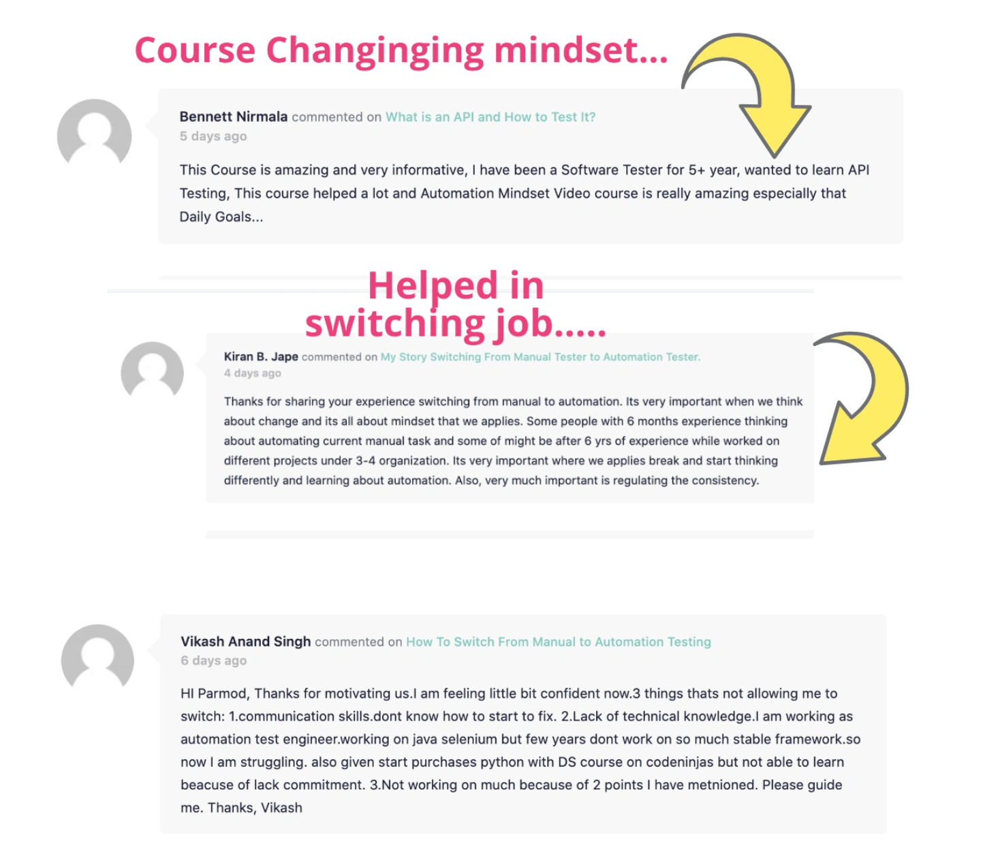 Course Changinging mindset...
Bennett Nirmala commented on What is an API and How to Test It?
5 days ago
This Course is amazing and very informative, I have been a Software Tester for 5+ year, wanted to learn API
Testing, This course helped a lot and Automation Mindset Video course is really amazing especially that
Daily Goals...
Helped in
switching job.....
Kiran B. Jape commented on My Story Switching From Manual Tester to Automation Tester.
4 days ago
Thanks for sharing your experience switching from manual to automation. Its very important when we think
about change and its all about mindset that we applies. Some people with 6 months experience thinking
about automating current manual task and some of might be after 6 yrs of experience while worked on
different projects under 3-4 organization. Its very important where we applies break and start thinking
differently and learning about automation. Also, very much important is regulating the consistency.
Vikash Anand Singh commented on How To Switch From Manual to Automation Testing
6 days ago
HI Parmod, Thanks for motivating us.I am feeling little bit confident now.3 things thats not allowing me to
switch: 1.communication skills.dont know how to start to fix. 2.Lack of technical knowledge.I am working as
automation test engineer.working on java selenium but few years dont work on so much stable framework.so
now I am struggling. also given start purchases python with DS course on codeninjas but not able to learn
beacuse of lack commitment. 3.Not working on much because of 2 points I have metnioned. Please guide
me. Thanks, Vikash